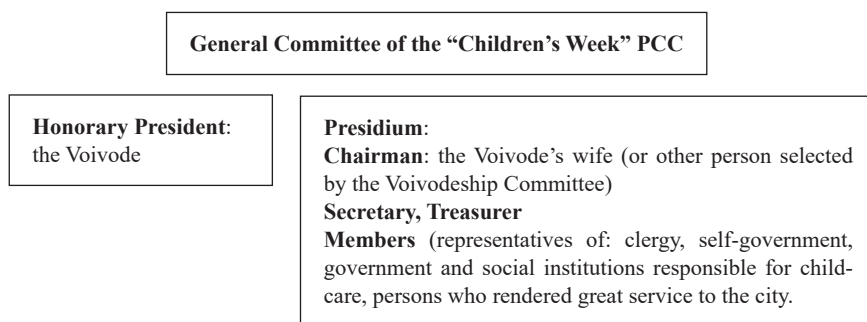 General Committee of the “Children’s Week” PCC
Honorary President:
the Voivode
Presidium:
Chairman: the Voivode’s wife (or other person selected
by the Voivodeship Committee)
Secretary, Treasurer
Members (representatives of: clergy, self-government,
government and social institutions responsible for child-
care, persons who rendered great service to the city.